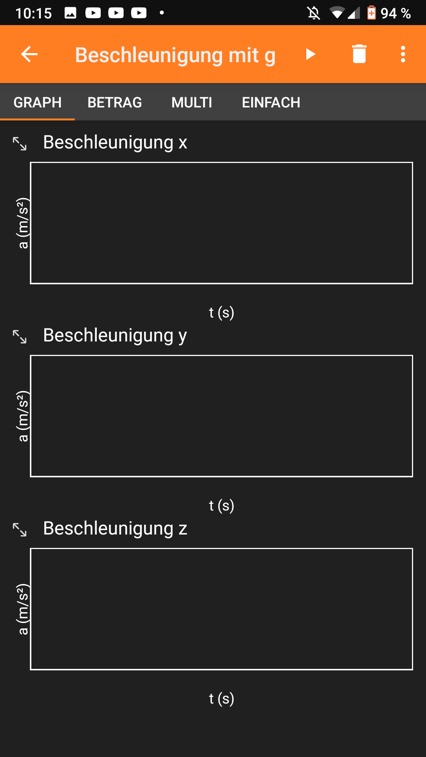 10:15 94 %
Beschleunigung mit g
GRAPH BETRAG MULTI EINFACH
Beschleunigung x
a (m/s²)
t (s)
Beschleunigung y
a (m/s²)
t (s)
Beschleunigung z
a (m/s²)
t (s)